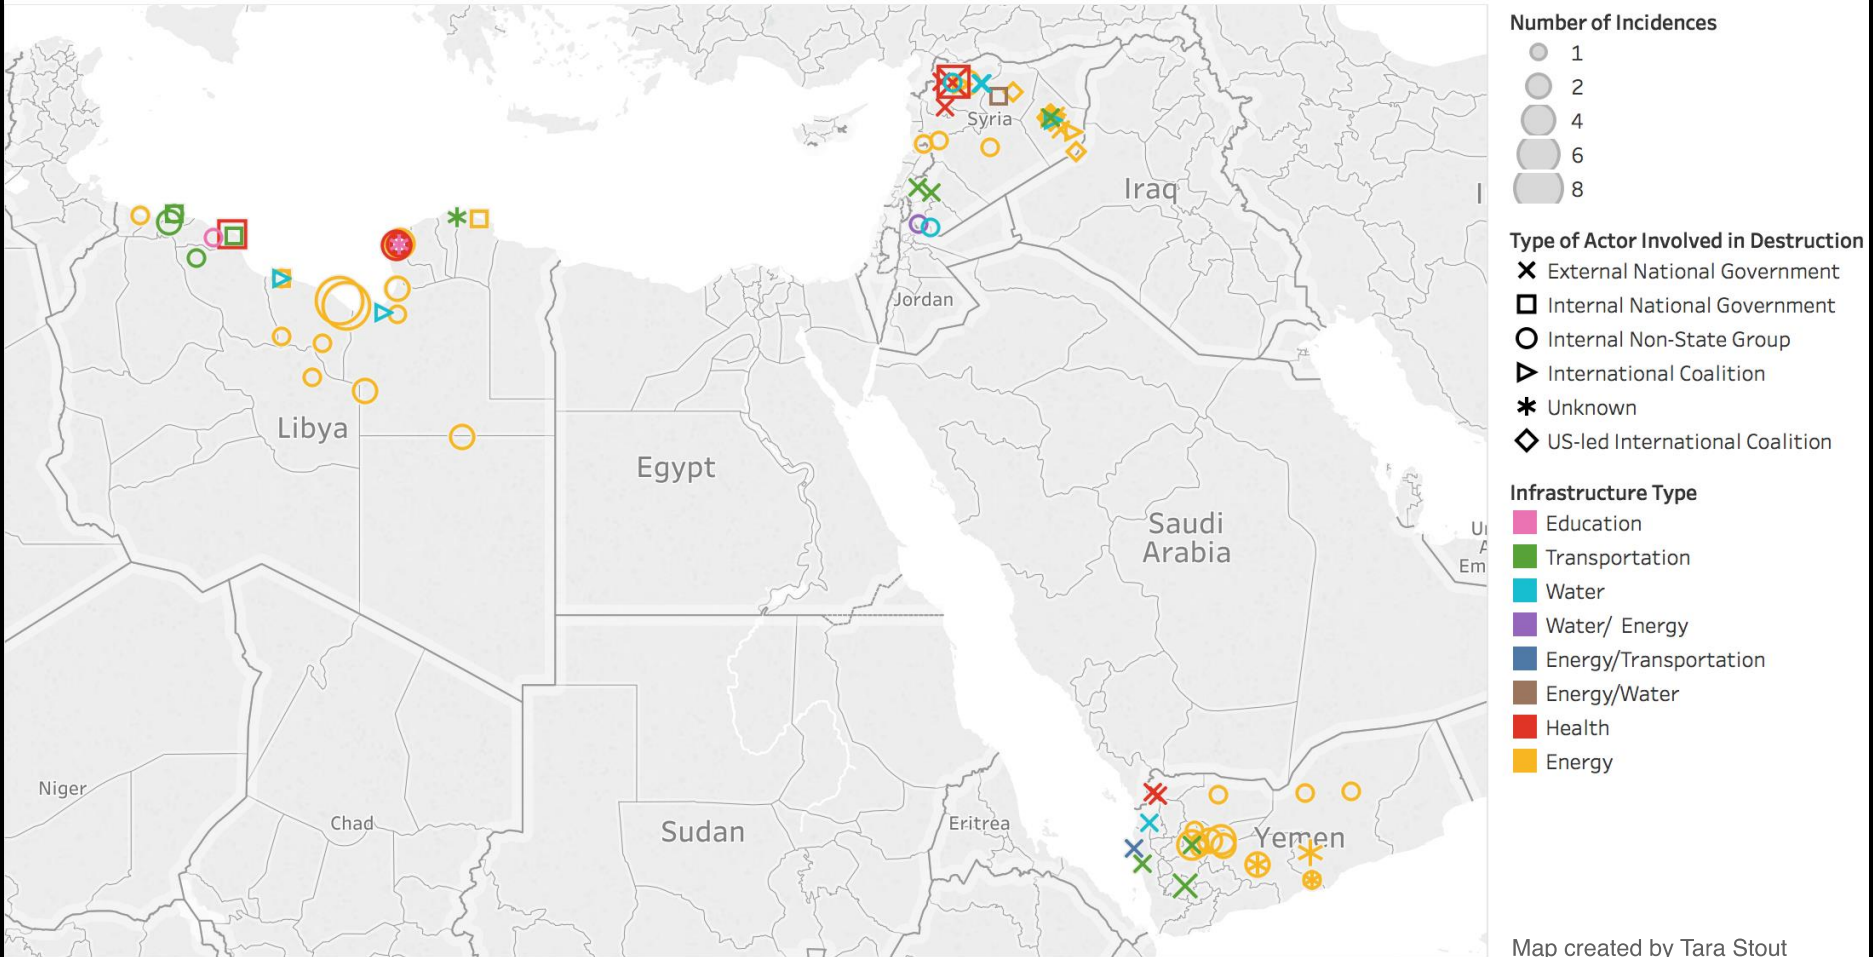 Number of Incidences
1
2
4
6
8
Type of Actor Involved in Destruction
External National Government
Internal National Government
Internal Non-State Group
International Coalition
Unknown
US-led International Coalition
Infrastructure Type
Education
Transportation
Water
Water/ Energy
Energy/Transportation
Energy/Water
Health
Energy
Map created by Tara Stout
Syria
Iraq
I
Jordan
Libya
Egypt
Saudi
Arabia
U
A
Em
Niger
Chad
Sudan
Eritrea
Yemen